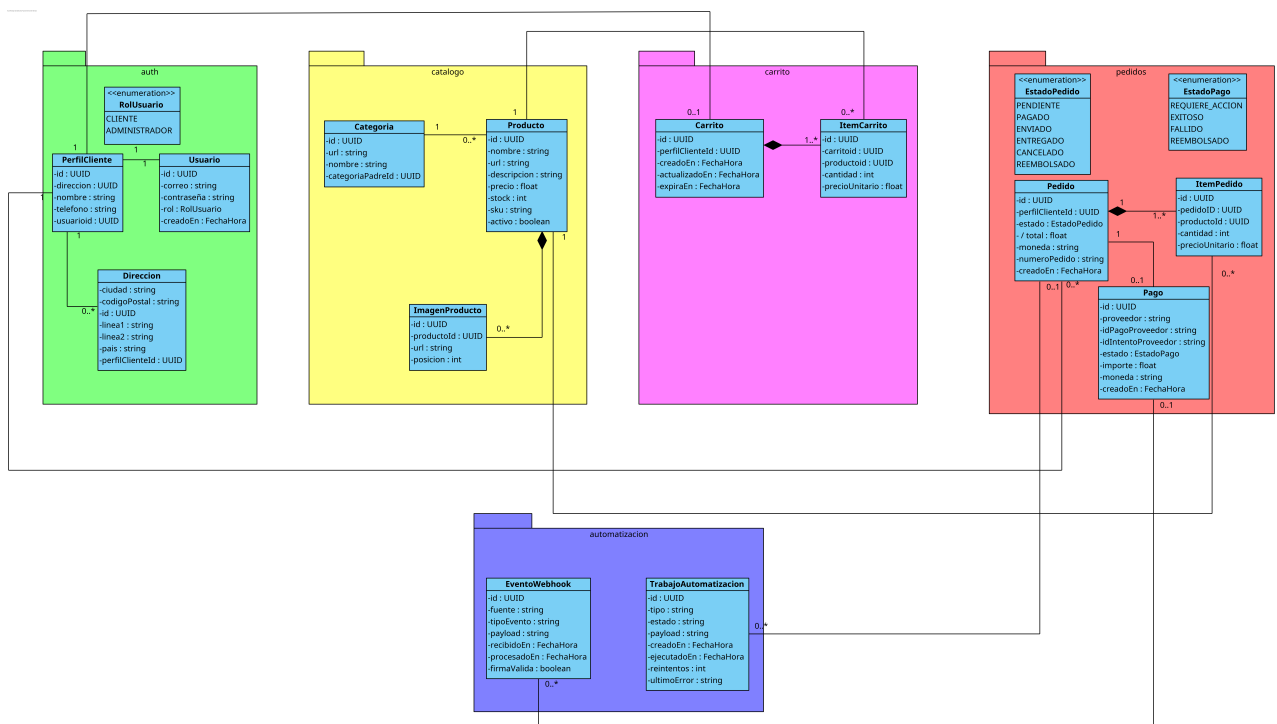 auth
<<enumeration>>
RolUsuario
CLIENTE
ADMINISTRADOR
1
1
1
PerfilCliente
-id : UUID
-direccion : UUID
-nombre : string
-telefono : string
-usuarioid : UUID
1
1
Usuario
-id : UUID
-correo : string
-contraseña : string
-rol : RolUsuario
-creadoEn : FechaHora
0..*
Direccion
-ciudad : string
-codigoPostal : string
-id : UUID
-linea1 : string
-linea2 : string
-pais : string
-perfilClienteId : UUID
catalogo
Categoria
-id : UUID
-url : string
-nombre : string
-categoriaPadreId : UUID
1
0..*
1
Producto
-id : UUID
-nombre : string
-url : string
-descripcion : string
-precio : float
-stock : int
-sku : string
-activo : boolean
1
ImagenProducto
-id : UUID
-productoId : UUID
-url : string
-posicion : int
0..*
carrito
0..1
Carrito
-id : UUID
-perfilClienteId : UUID
-creadoEn : FechaHora
-actualizadoEn : FechaHora
-expiraEn : FechaHora
1..*
0..*
ItemCarrito
-id : UUID
-carritoid : UUID
-productoid : UUID
-cantidad : int
-precioUnitario : float
pedidos
<<enumeration>>
EstadoPedido
PENDIENTE
PAGADO
ENVIADO
ENTREGADO
CANCELADO
REEMBOLSADO
<<enumeration>>
EstadoPago
REQUIERE_ACCION
EXITOSO
FALLIDO
REEMBOLSADO
Pedido
-id : UUID
-perfilClienteId : UUID
-estado : EstadoPedido
- / total : float
-moneda : string
-numeroPedido : string
-creadoEn : FechaHora
1
1..*
1
0..1
0..1
0..*
ItemPedido
-id : UUID
-pedidoID : UUID
-productoId : UUID
-cantidad : int
-precioUnitario : float
0..*
Pago
-id : UUID
-proveedor : string
-idPagoProveedor : string
-idIntentoProveedor : string
-estado : EstadoPago
-importe : float
-moneda : string
-creadoEn : FechaHora
0..1
automatizacion
EventoWebhook
-id : UUID
-fuente : string
-tipoEvento : string
-payload : string
-recibidoEn : FechaHora
-procesadoEn : FechaHora
-firmaValida : boolean
0..*
TrabajoAutomatizacion
-id : UUID
-tipo : string
-estado : string
-payload : string
-creadoEn : FechaHora
-ejecutadoEn : FechaHora
-reintentos : int
-ultimoError : string
0..*